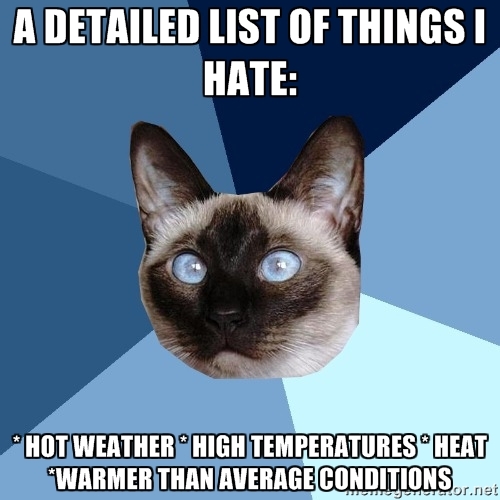 A DETAILED LIST OF THINGS I
HATE:
* HOT WEATHER * HIGH TEMPERATURES * HEAT
*WARMER THAN AVERAGE CONDITIONS
memegenerator.net